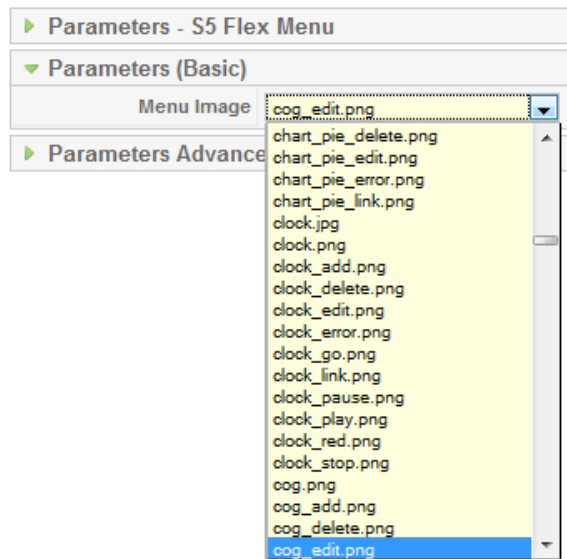 Parameters - S5 Flex Menu
Parameters (Basic)
Menu Image cog_edit.png
chart_pie_delete.png
chart_pie_edit.png
Parameters Advance
chart_pie_error.png
chart_pie_link.png
clock.jpg
clock.png
clock_add.png
clock_delete.png
clock_edit.png
clock_error.png
clock_go.png
clock_link.png
clock_pause.png
clock_play.png
clock_red.png
clock_stop.png
cog.png
cog_add.png
cog_delete.png
cog_edit.png